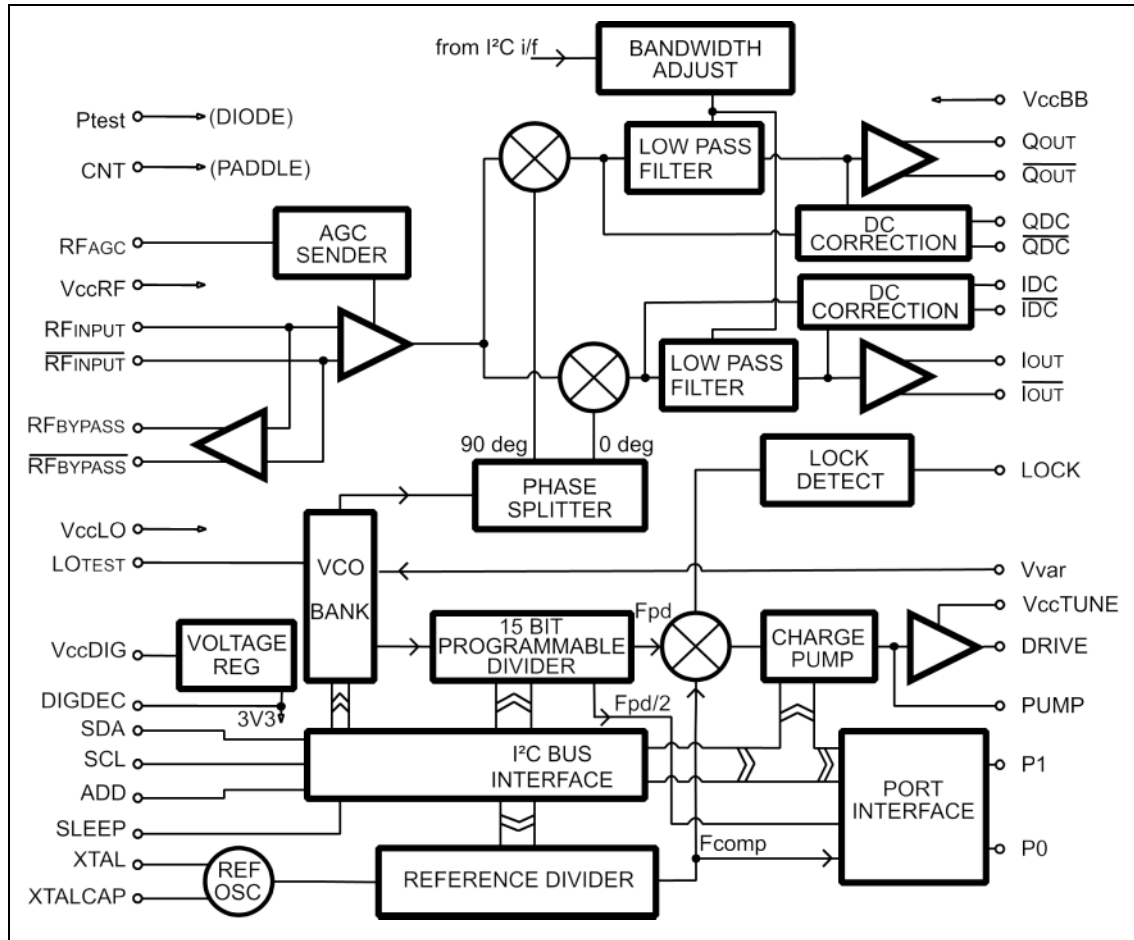 from I²C i/f
BANDWIDTH
ADJUST
Ptest
(DIODE)
CNT
(PADDLE)
VccBB
LOW PASS
FILTER
QOUT
QOUT
AGC
SENDER
RFAGC
VccRF
DC
CORRECTION
QDC
QDC
RFINPUT
RFINPUT
DC
CORRECTION
IDC
IDC
LOW PASS
FILTER
IOUT
IOUT
RFBYPASS
RFBYPASS
90 deg
0 deg
PHASE
SPLITTER
LOCK
DETECT
LOCK
VccLO
LOTEST
VCO
BANK
Vvar
VccTUNE
VccDIG
VOLTAGE
REG
15 BIT
PROGRAMMABLE
DIVIDER
Fpd
CHARGE
PUMP
DRIVE
DIGDEC
3V3
Fpd/2
PUMP
SDA
SCL
ADD
I²C BUS
INTERFACE
PORT
INTERFACE
P1
SLEEP
Fcomp
P0
XTAL
XTALCAP
REF
OSC
REFERENCE DIVIDER